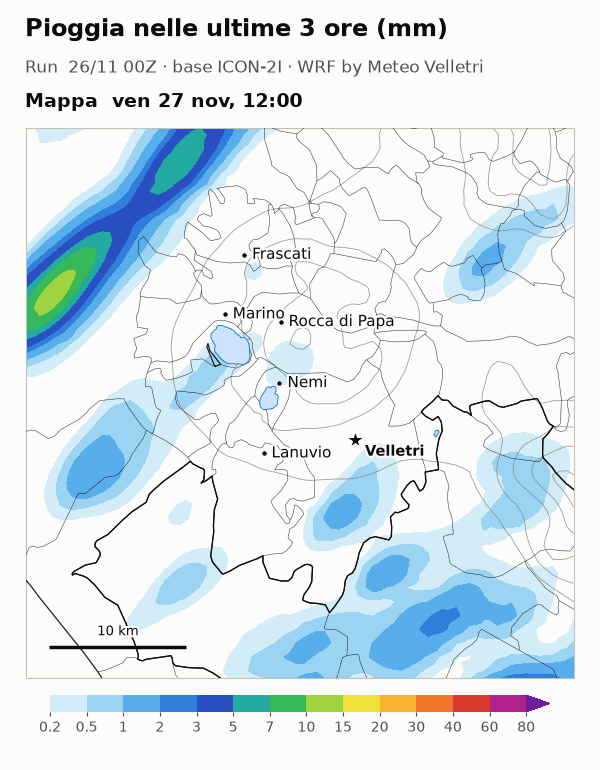 Pioggia nelle ultime 3 ore (mm)
Run  26/11 00Z · base ICON-2I · WRF by Meteo Velletri
Mappa  ven 27 nov, 12:00
Frascati
Marino
Rocca di Papa
Nemi
Velletri
Lanuvio
10 km
0.2 0.5 1 2 3 5 7 10 15 20 30 40 60 80